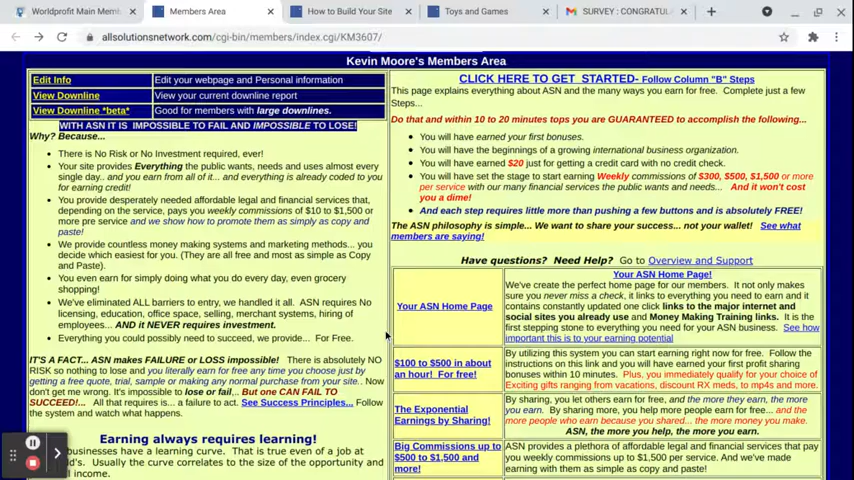 Worldprofit Main Memb
Members Area
How to Build Your Site
Toys and Games
SURVEY : CONGRATUL
allsolutionsnetwork.com/cgi-bin/members/index.cgi/KM3607/
Kevin Moore's Members Area
Edit Info Edit your webpage and Personal information
View Downline View your current downline report
View Downline *beta* Good for members with large downlines.
WITH ASN IT IS IMPOSSIBLE TO FAIL AND IMPOSSIBLE TO LOSE!
Why? Because...
There is No Risk or No Investment required, ever!
Your site provides Everything the public wants, needs and uses almost every
single day.. and you earn from all of it... and everything is already coded to you
for earning credit!
You provide desperately needed affordable legal and financial services that,
depending on the service, pays you weekly commissions of $10 to $1,500 or
more per service and we show how to promote them as simply as copy and
paste!
We provide countless money making systems and marketing methods... you
decide which easiest for you. (They are all free and most as simple as Copy
and Paste).
You even earn for simply doing what you do every day, even grocery
shopping!
We've eliminated ALL barriers to entry, we handled it all. ASN requires No
licensing, education, office space, selling, merchant systems, hiring of
employees... AND it NEVER requires investment.
Everything you could possibly need to succeed, we provide... For Free.
IT'S A FACT... ASN makes FAILURE or LOSS impossible! There is absolutely NO
RISK so nothing to lose and you literally earn for free any time you choose just by
getting a free quote, trial, sample or making any normal purchase from your site.. Now
don't get me wrong. It's impossible to lose or fail,.. But one CAN FAIL TO
SUCCEED!... All that requires is... a failure to act. See Success Principles... Follow
the system and watch what happens.
Earning always requires learning!
businesses have a learning curve. That is true even of a job at
d's. Usually the curve correlates to the size of the opportunity and
l income.
CLICK HERE TO GET STARTED- Follow Column "B" Steps
This page explains everything about ASN and the many ways you earn for free. Complete just a few
Steps...
Do that and within 10 to 20 minutes tops you are GUARANTEED to accomplish the following...
You will have earned your first bonuses.
You will have the beginnings of a growing international business organization.
You will have earned $20 just for getting a credit card with no credit check.
You will have set the stage to start earning Weekly commissions of $300, $500, $1,500 or more
per service with our many financial services the public wants and needs... And it won't cost
you a dime!
And each step requires little more than pushing a few buttons and is absolutely FREE!
The ASN philosophy is simple... We want to share your success... not your wallet! See what
members are saying!
Have questions? Need Help? Go to Overview and Support
Your ASN Home Page
Your ASN Home Page!
We've create the perfect home page for our members. It not only makes
sure you never miss a check, it links to everything you need to earn and it
contains constantly updated one click links to the major internet and
social sites you already use and Money Making Training links. It is the
first stepping stone to everything you need for your ASN business. See how
important this is to your earning potential
$100 to $500 in about
an hour! For free!
By utilizing this system you can start earning right now for free. Follow the
instructions on this link and you will have earned your first profit sharing
bonuses within 10 minutes. Plus, you immediately qualify for your choice of
Exciting gifts ranging from vacations, discount RX meds, to mp4s and more.
The Exponential
Earnings by Sharing!
By sharing, you let others earn for free, and the more they earn, the more
you earn. By sharing more, you help more people earn for free... and the
more people who earn because you shared... the more money you make.
ASN, the more you help, the more you earn.
Big Commissions up to
$500 to $1,500 and
more!
ASN provides a plethora of affordable legal and financial services that pay
you weekly commissions up to $1,500 per service. And we've made
earning with them as simple as copy and paste!